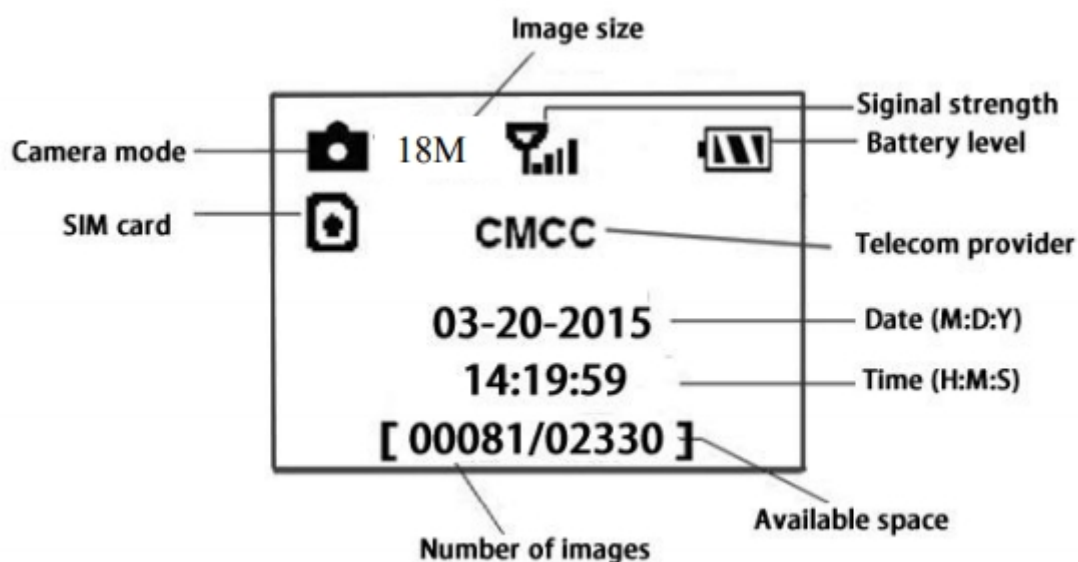 Image size
Siginal strength
Camera mode
18M
Battery level
SIM card
CMCC
Telecom provider
03-20-2015
Date (M:D:Y)
14:19:59
Time (H:M:S)
[ 00081/02330 ]
Available space
Number of images